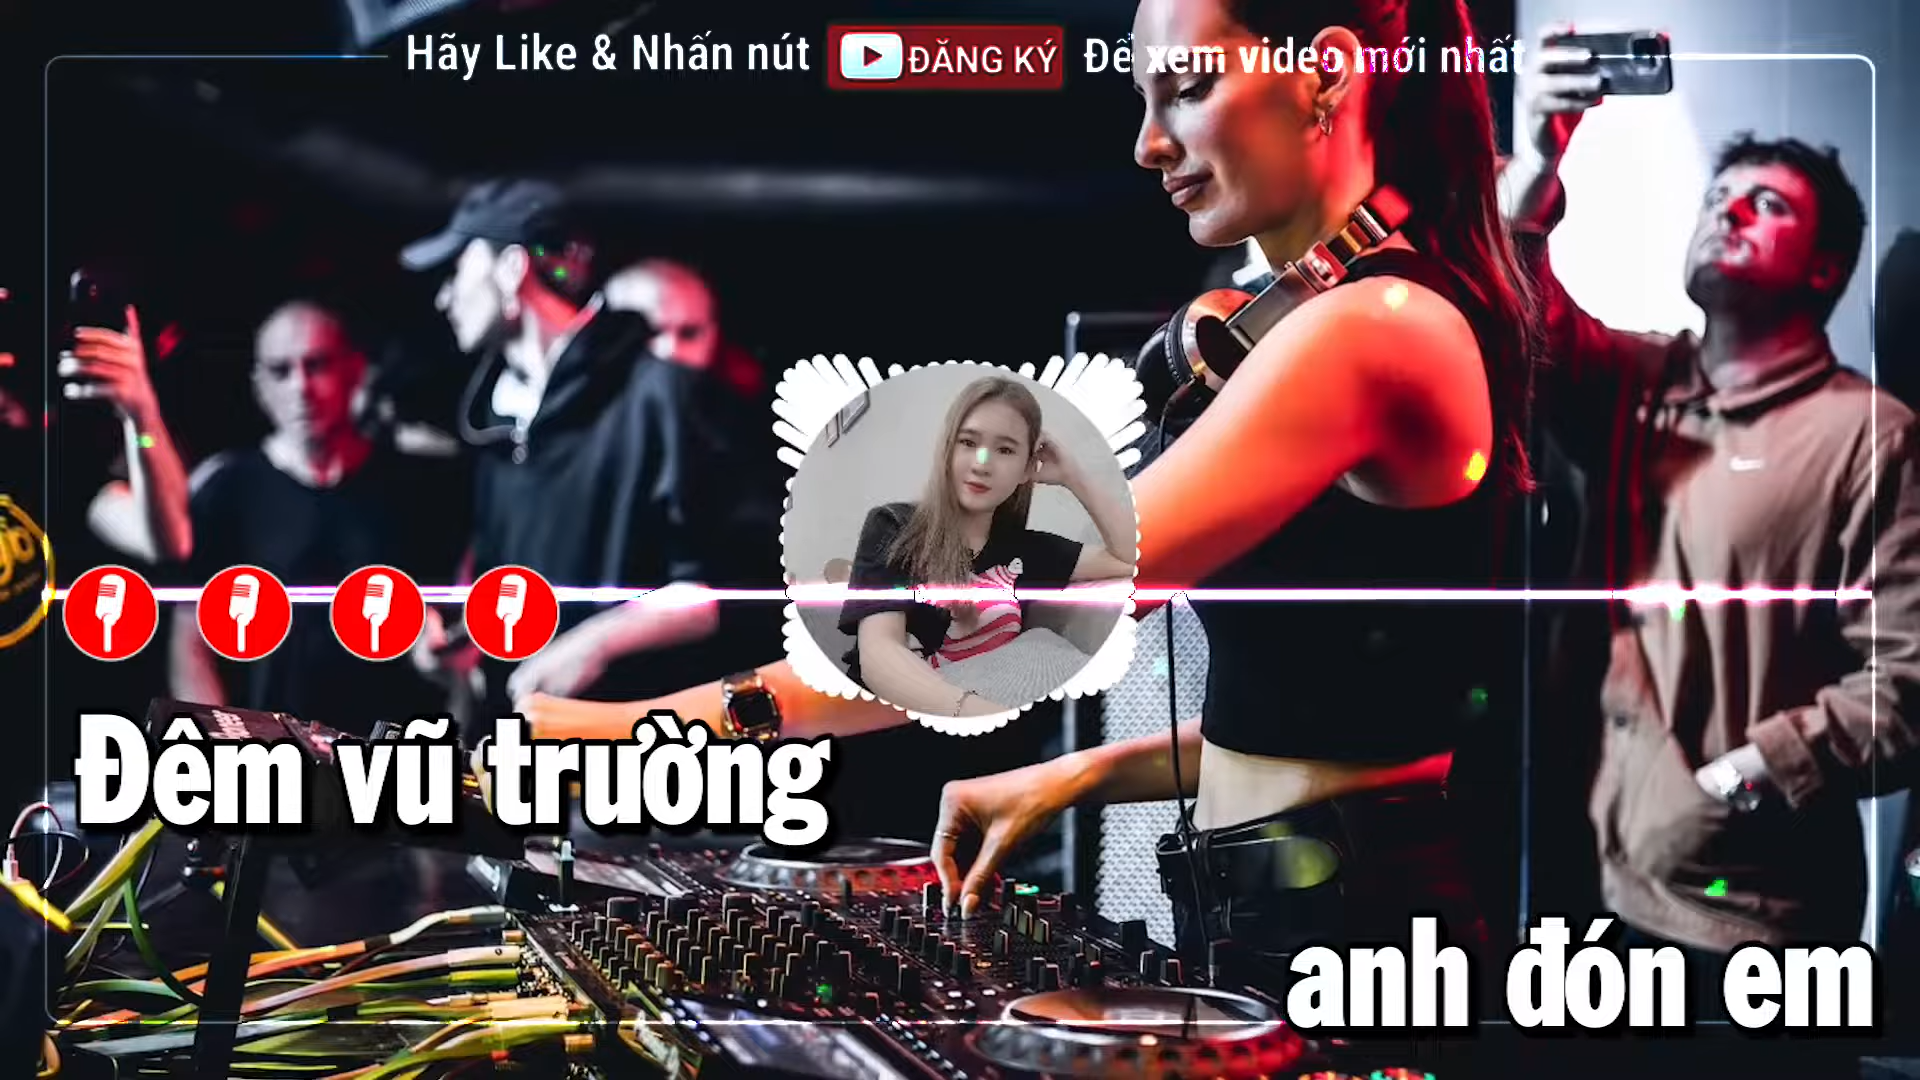 Hãy Like & Nhấn nút ĐĂNG KÝ Để xem video mới nhất
Đêm vũ trường
anh đón em